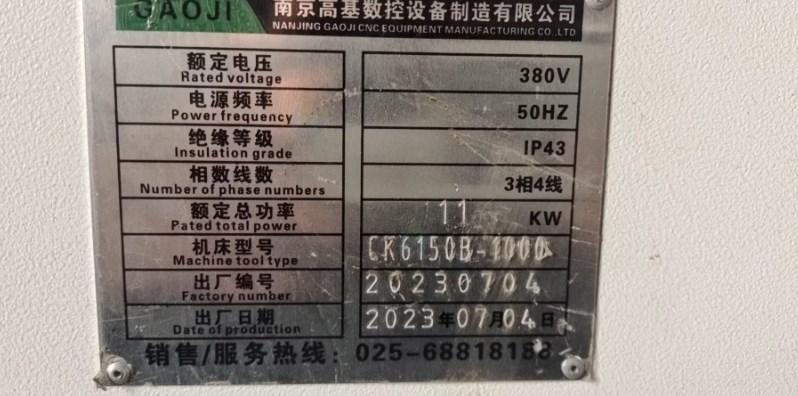 GAOJI 南京高基数控设备制造有限公司
NANJING GAOJI CNC EQUIPMENT MANUFACTURING CO.,LTD
额定电压 380V
Rated voltage
电源频率 50HZ
Power frequency
绝缘等级 IP43
Insulation grade
相数线数 3相4线
Number of phase numbers
额定总功率 11 KW
Pated total power
机床型号 CK6150B-1000
Machine tool type
出厂编号 20230704
Factory number
出厂日期 2023年07月04日
Date of production
销售/服务热线: 025-68818188